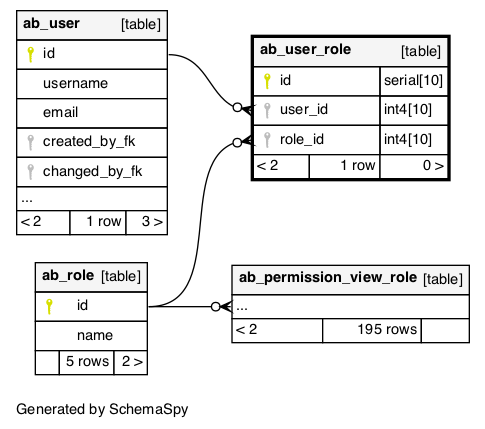 ab_user [table]
id
username
email
created_by_fk
changed_by_fk
...
< 2 1 row 3 >
ab_user_role [table]
id serial[10]
user_id int4[10]
role_id int4[10]
< 2 1 row 0 >
ab_role [table]
id
name
5 rows 2 >
ab_permission_view_role [table]
...
< 2 195 rows
Generated by SchemaSpy